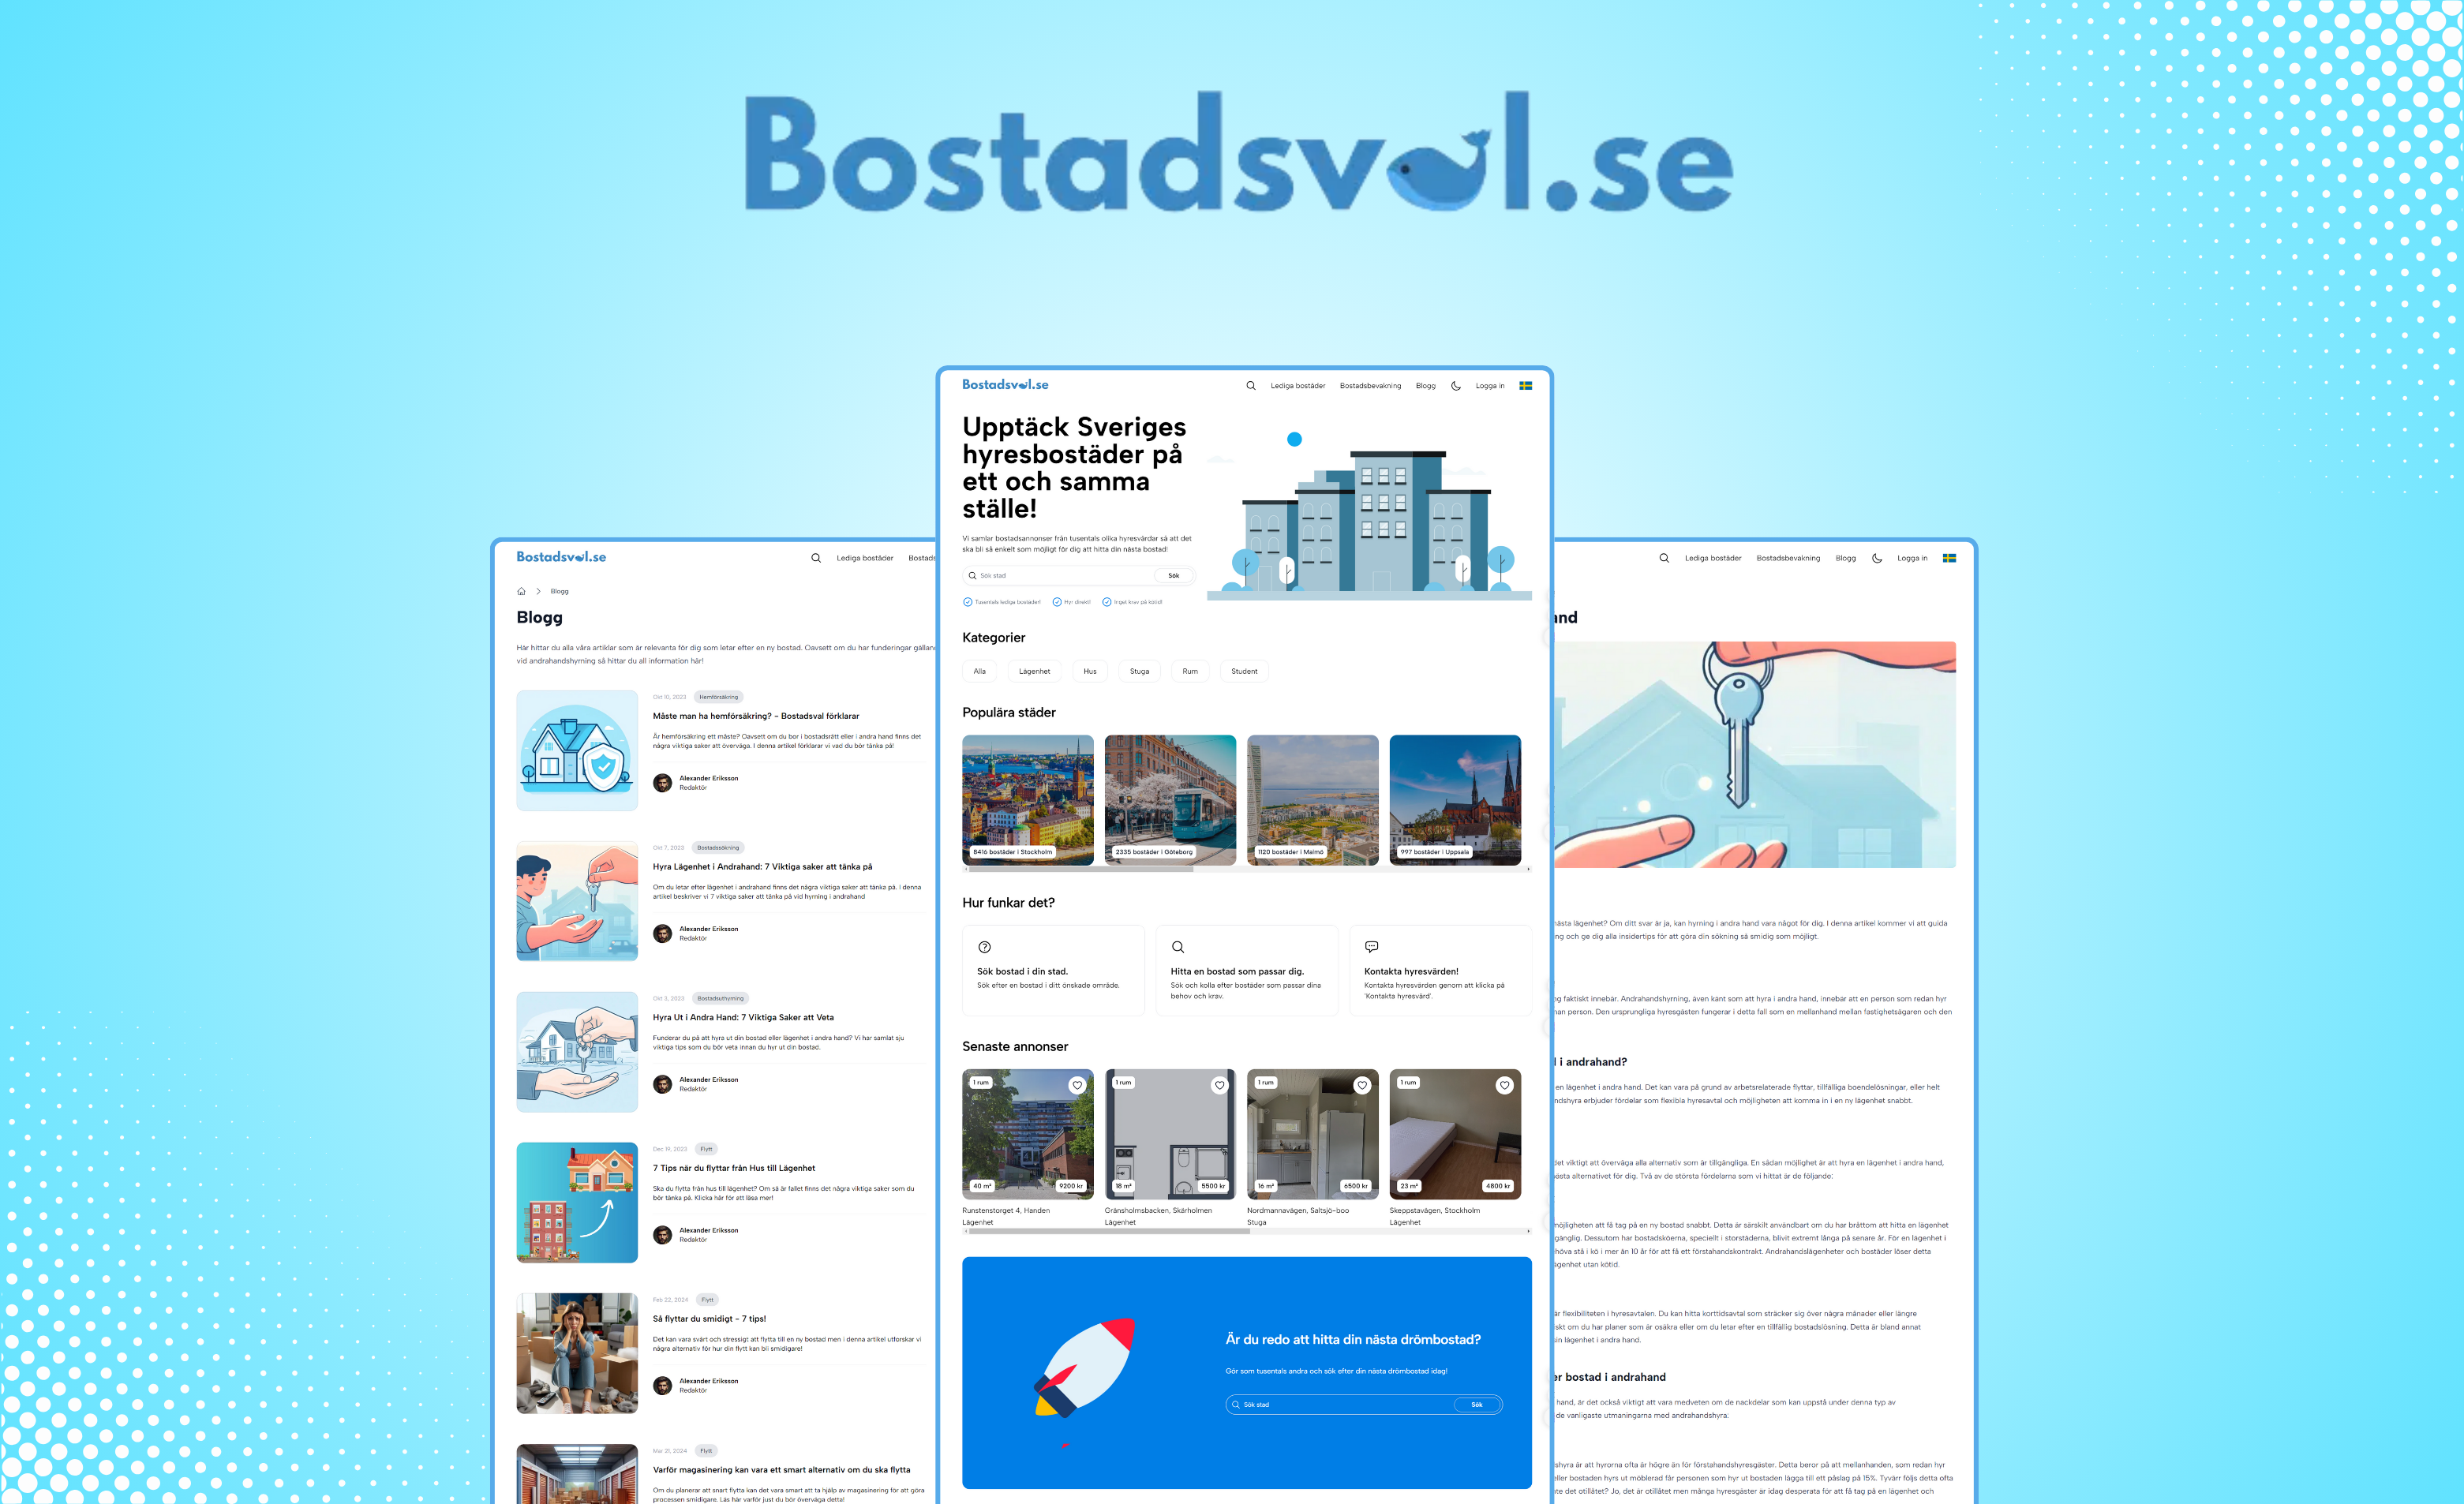 Bostadsval.se
Bostadsval.se
Lediga bostäder
Bostadsbevakning
Blogg
Logga in
Upptäck Sveriges
hyresbostäder på
ett och samma
ställe!
Vi samlar bostadsannonser från tusentals olika hyresvärdar så att det
ska bli så enkelt som möjligt för dig att hitta din nästa bostad!
Sök stad
Sök
Tusentals lediga bostäder!
Hyr direkt!
Inget krav på kötid!
Kategorier
Alla
Lägenhet
Hus
Stuga
Rum
Student
Populära städer
8416 bostäder i Stockholm
2335 bostäder i Göteborg
1120 bostäder i Malmö
997 bostäder i Uppsala
Hur funkar det?
Sök bostad i din stad.
Sök efter en bostad i ditt önskade område.
Hitta en bostad som passar dig.
Sök och kolla efter bostäder som passar dina
behov och krav.
Kontakta hyresvärden!
Kontakta hyresvärden genom att klicka på
'Kontakta hyresvärd'.
Senaste annonser
1 rum
40 m²
9200 kr
Runstenstorget 4, Handen
Lägenhet
1 rum
18 m²
5500 kr
Gränsholmsbacken, Skärholmen
Lägenhet
1 rum
16 m²
6500 kr
Nordmannavägen, Saltsjö-boo
Stuga
1 rum
23 m²
4800 kr
Skeppstavägen, Stockholm
Lägenhet
Är du redo att hitta din nästa drömbostad?
Gör som tusentals andra och sök efter din nästa drömbostad idag!
Sök stad
Sök
Bostadsval.se
Lediga bostäder
Bostads
Blogg
Blogg
Här hittar du alla våra artiklar som är relevanta för dig som letar efter en ny bostad. Oavsett om du har funderingar gällan
vid andrahandshyrning så hittar du all information här!
Okt 10, 2023
Hemförsäkring
Måste man ha hemförsäkring? - Bostadsval förklarar
Är hemförsäkring ett måste? Oavsett om du bor i bostadsrätt eller i andra hand finns det
några viktiga saker att överväga. I denna artikel förklarar vi vad du bör tänka på!
Alexander Eriksson
Redaktör
Okt 7, 2023
Bostadssökning
Hyra Lägenhet i Andrahand: 7 Viktiga saker att tänka på
Om du letar efter lägenhet i andrahand finns det några viktiga saker att tänka på. I denna
artikel beskriver vi 7 viktiga saker att tänka på vid hyrning i andrahand
Alexander Eriksson
Redaktör
Okt 3, 2023
Bostadsuthyrning
Hyra Ut i Andra Hand: 7 Viktiga Saker att Veta
Funderar du på att hyra ut din bostad eller lägenhet i andra hand? Vi har samlat sju
viktiga tips som du bör veta innan du hyr ut din bostad.
Alexander Eriksson
Redaktör
Dec 19, 2023
Flytt
7 Tips när du flyttar från Hus till Lägenhet
Ska du flytta från hus till lägenhet? Om så är fallet finns det några viktiga saker som du
bör tänka på. Klicka här för att läsa mer!
Alexander Eriksson
Redaktör
Feb 22, 2024
Flytt
Så flyttar du smidigt - 7 tips!
Det kan vara svårt och stressigt att flytta till en ny bostad men i denna artikel utforskar vi
några alternativ för hur din flytt kan bli smidigare!
Alexander Eriksson
Redaktör
Mar 21, 2024
Flytt
Varför magasinering kan vara ett smart alternativ om du ska flytta
Om du planerar att snart flytta kan det vara smart att ta hjälp av magasinering för att göra
processen smidigare. Läs här varför just du bör överväga detta!
Lediga bostäder
Bostadsbevakning
Blogg
Logga in
and
nästa lägenhet? Om ditt svar är ja, kan hyrning i andra hand vara något för dig. I denna artikel kommer vi att guida
ng och ge dig alla insidertips för att göra din sökning så smidig som möjligt.
ng faktiskt innebär. Andrahandshyrning, även känt som att hyra i andra hand, innebär att en person som redan hyr
nan person. Den ursprungliga hyresgästen fungerar i detta fall som en mellanhand mellan fastighetsägaren och den
i andrahand?
en lägenhet i andra hand. Det kan vara på grund av arbetsrelaterade flyttar, tillfälliga boendelösningar, eller helt
ndshyra erbjuder fördelar som flexibla hyresavtal och möjligheten att komma in i en ny lägenhet snabbt.
det viktigt att överväga alla alternativ som är tillgängliga. En sådan möjlighet är att hyra en lägenhet i andra hand,
ästa alternativet för dig. Två av de största fördelarna som vi hittat är de följande:
möjligheten att få tag på en ny bostad snabbt. Detta är särskilt användbart om du har bråttom att hitta en lägenhet
gänglig. Dessutom har bostadsköerna, speciellt i storstäderna, blivit extremt långa på senare år. För en lägenhet i
höva stå i kö i mer än 10 år för att få ett förstahandskontrakt. Andrahandslägenheter och bostäder löser detta
ägenhet utan kötid.
är flexibiliteten i hyresavtalen. Du kan hitta korttidsavtal som sträcker sig över några månader eller längre
skt om du har planer som är osäkra eller om du letar efter en tillfällig bostadslösning. Detta är bland annat
in lägenhet i andra hand.
er bostad i andrahand
hand, är det också viktigt att vara medveten om de nackdelar som kan uppstå under denna typ av
de vanligaste utmaningarna med andrahandshyra:
shyra är att hyrorna ofta är högre än för förstahandshyresgäster. Detta beror på att mellanhanden, som redan hyr
eller bostaden hyrs ut möblerad får personen som hyr ut bostaden lägga till ett påslag på 15%. Tyvärr följs detta ofta
te det otillåtet? Jo, det är otillåtet men många hyresgäster är idag desperata för att få tag på en lägenhet och